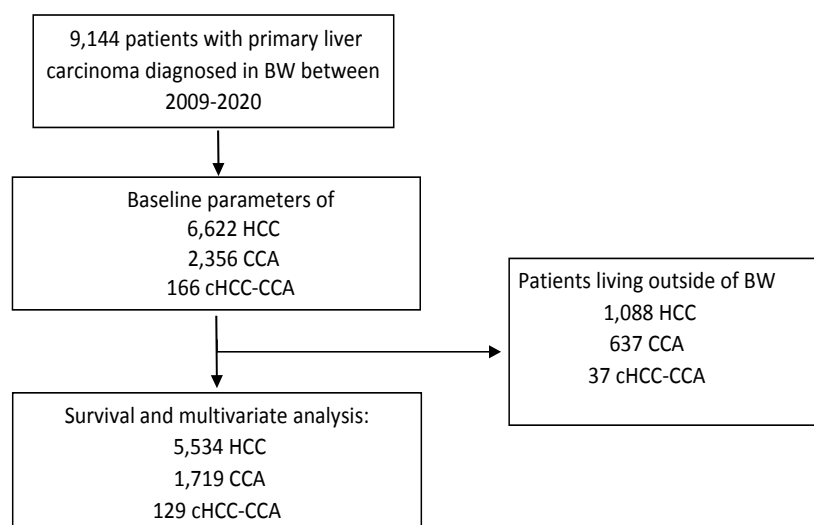 9,144 patients with primary liver
carcinoma diagnosed in BW between
2009-2020
Baseline parameters of
6,622 HCC
2,356 CCA
166 cHCC-CCA
Patients living outside of BW
1,088 HCC
637 CCA
37 cHCC-CCA
Survival and multivariate analysis:
5,534 HCC
1,719 CCA
129 cHCC-CCA